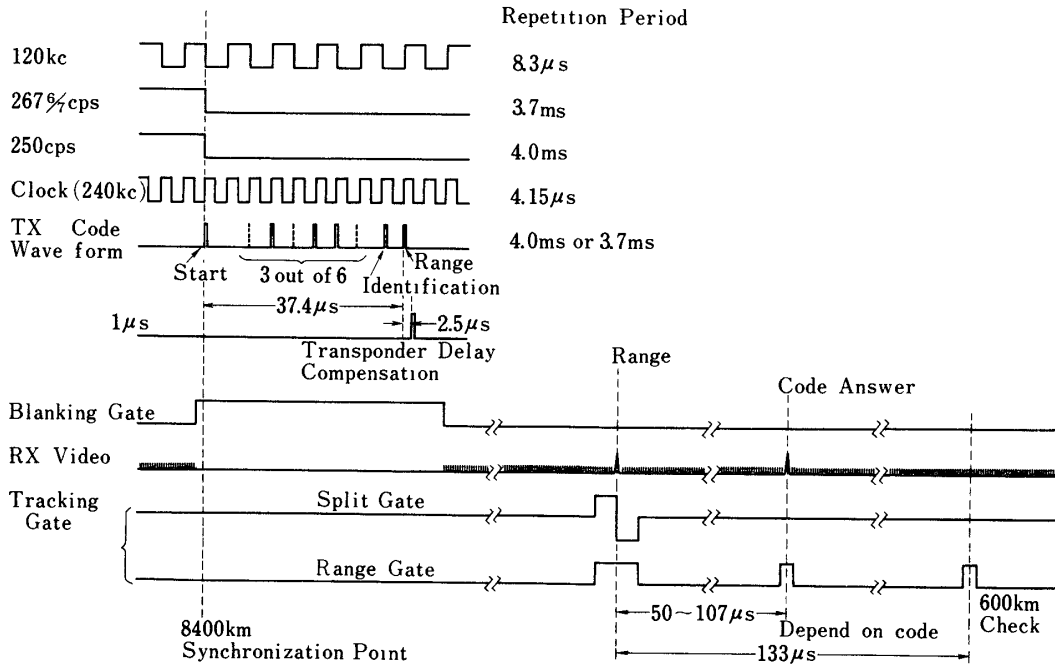 Repetition Period
120kc 8.3μs
267 6/7 cps 3.7ms
250cps 4.0ms
Clock (240kc) 4.15μs
TX Code
Wave form 4.0ms or 3.7ms
Start 3 out of 6 Range
Identification
37.4μs
1μs 2.5μs
Transponder Delay
Compensation
Range
Code Answer
Blanking Gate
RX Video
Tracking
Gate
Split Gate
Range Gate
50~107μs
600km
Check
Depend on code
133μs
8400km
Synchronization Point